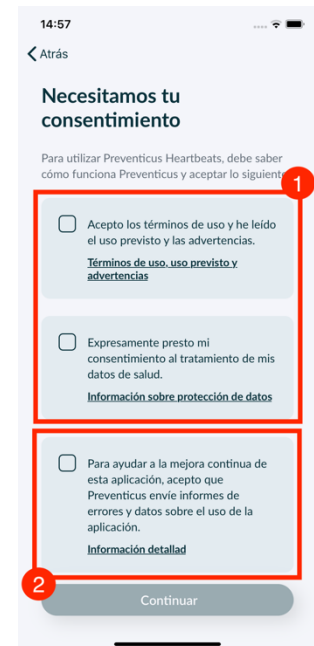 14:57
Atrás
Necesitamos tu
consentimiento
Para utilizar Preventicus Heartbeats, debe saber
cómo funciona Preventicus y aceptar lo siguiente
1
Acepto los términos de uso y he leído
el uso previsto y las advertencias.
Términos de uso, uso previsto y
advertencias
Expresamente presto mi
consentimiento al tratamiento de mis
datos de salud.
Información sobre protección de datos
Para ayudar a la mejora continua de
esta aplicación, acepto que
Preventicus envíe informes de
errores y datos sobre el uso de la
aplicación.
Información detallad
2
Continuar